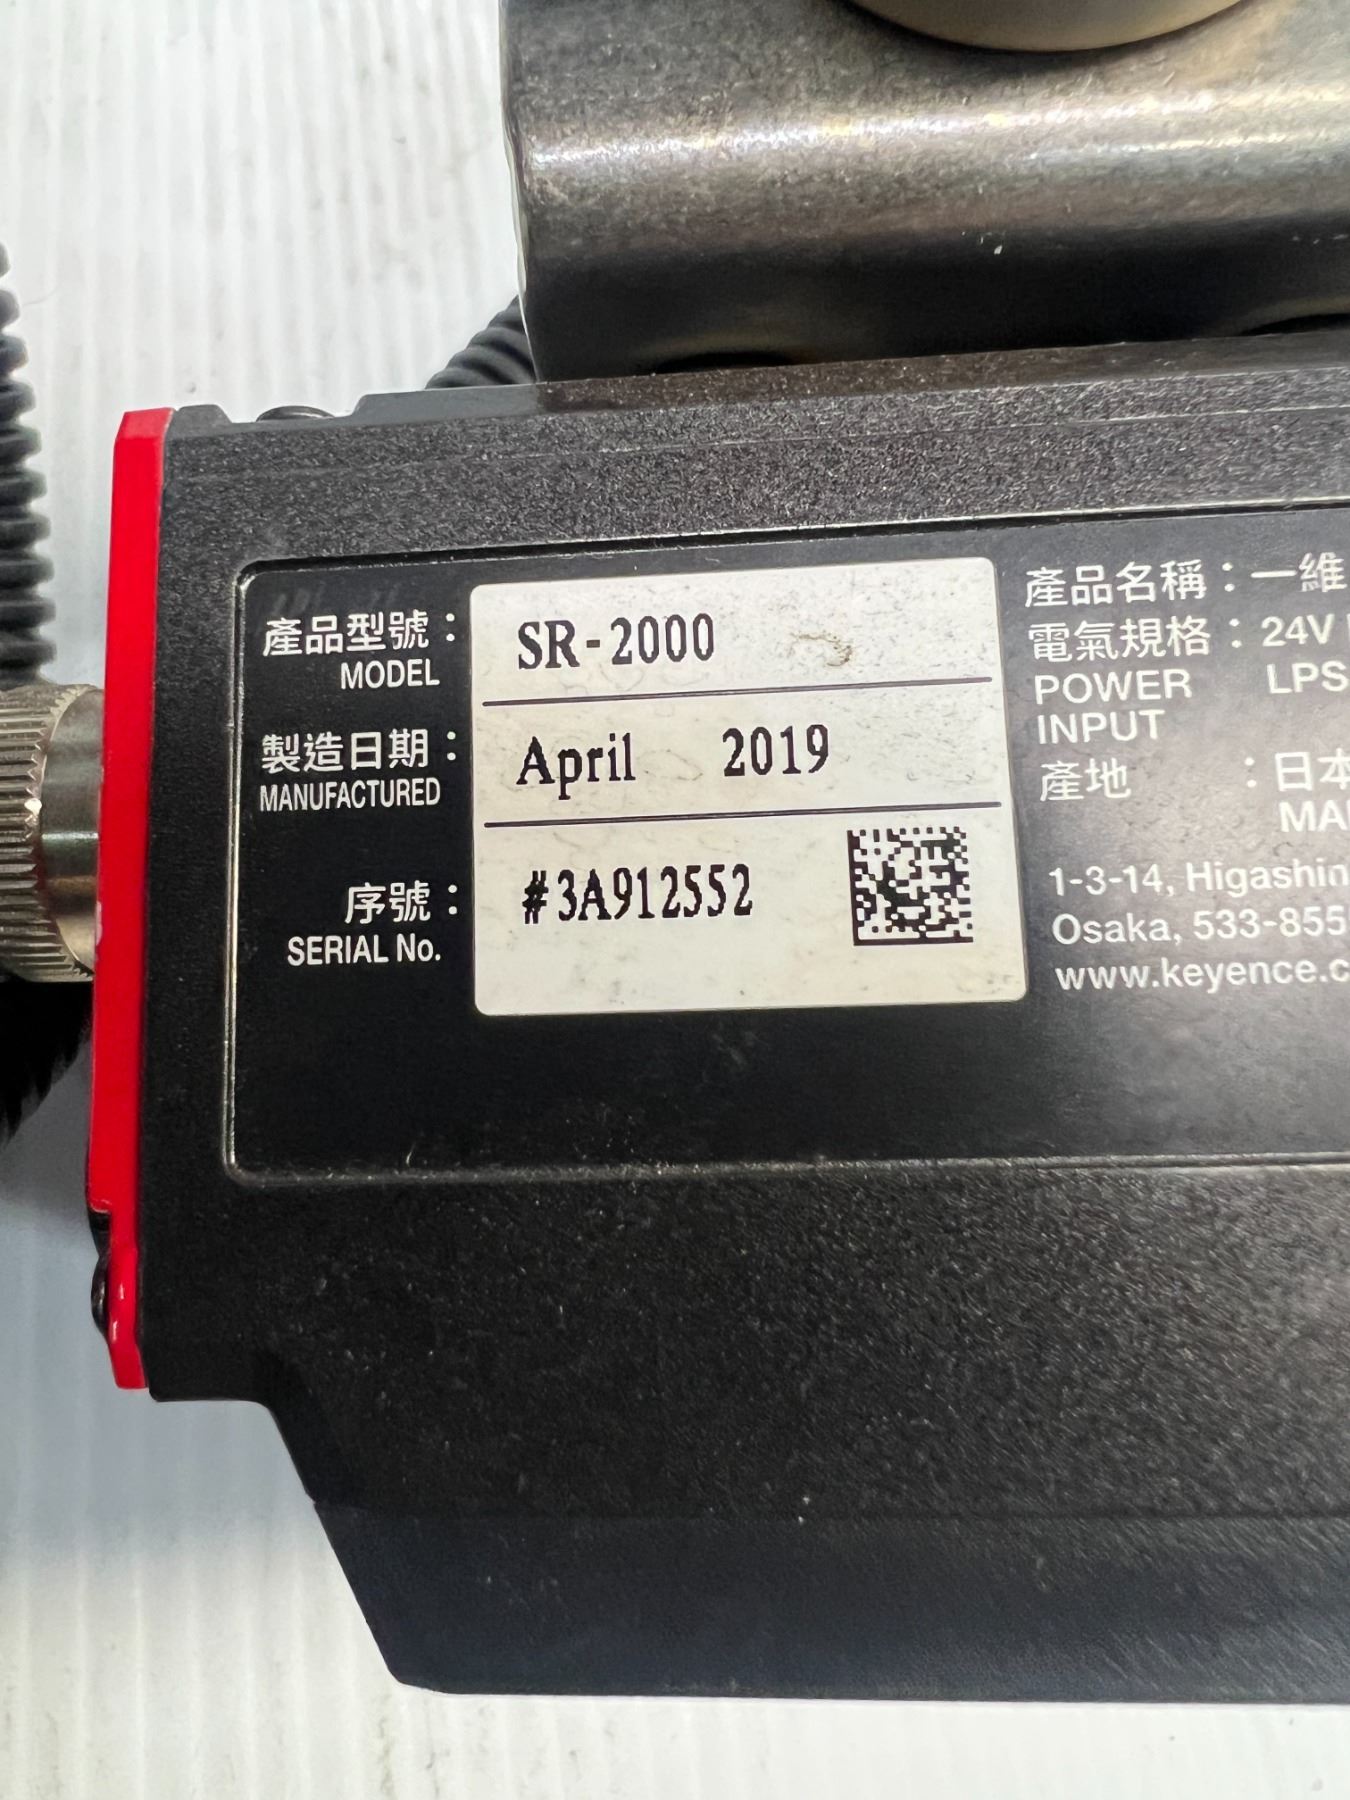 產品型號：
MODEL
SR-2000
製造日期：
MANUFACTURED
April 2019
序號：
SERIAL No.
#3A912552
產品名稱：一維
電氣規格：24V
POWER LPS
INPUT
產地 ：日本
MA
1-3-14, Higashin
Osaka, 533-855
www.keyence.c